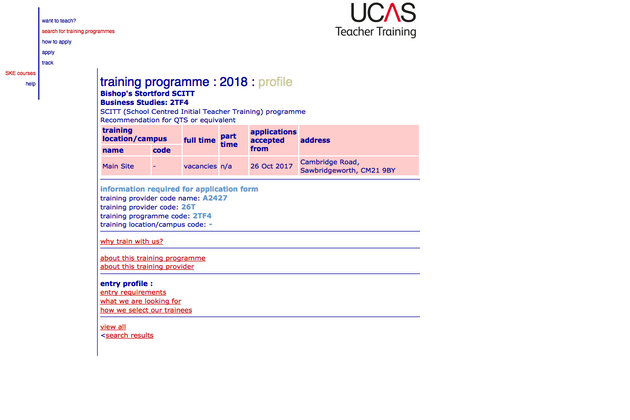 UCAS
Teacher Training
want to teach?
search for training programmes
how to apply
apply
track
SKE courses
help
training programme : 2018 : profile
Bishop's Stortford SCITT
Business Studies: 2TF4
SCITT (School Centred Initial Teacher Training) programme
Recommendation for QTS or equivalent
training location/campus full time part time applications accepted from address
name code
Main Site - vacancies n/a 26 Oct 2017 Cambridge Road, Sawbridgeworth, CM21 9BY
information required for application form
training provider code name: A2427
training provider code: 26T
training programme code: 2TF4
training location/campus code: -
why train with us?
about this training programme
about this training provider
entry profile :
entry requirements
what we are looking for
how we select our trainees
view all
<search results